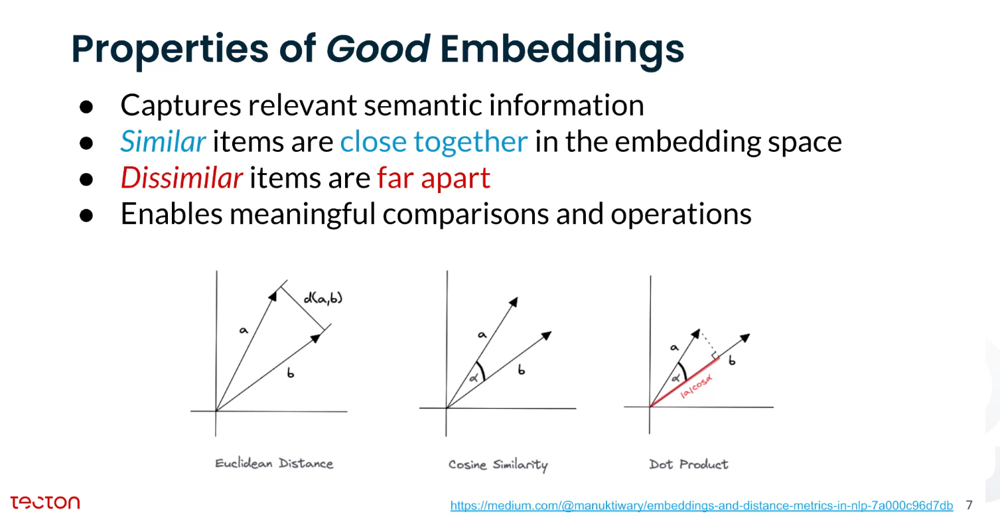 Properties of Good Embeddings
● Captures relevant semantic information
● Similar items are close together in the embedding space
● Dissimilar items are far apart
● Enables meaningful comparisons and operations
d(a,b)
a
b
Euclidean Distance
a
b
α
Cosine Similarity
a
b
α
|a|cosα
Dot Product
tecton
https://medium.com/@manuktiwary/embeddings-and-distance-metrics-in-nlp-7a000c96d7db 7